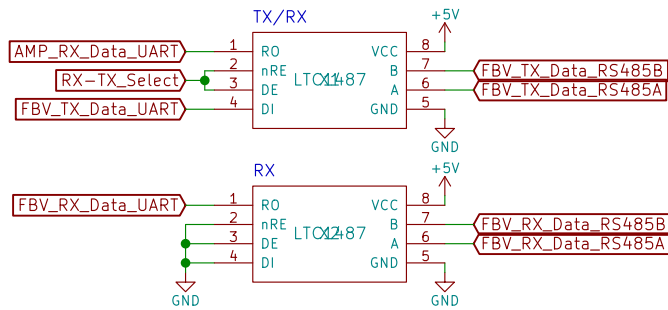 TX/RX
+5V
AMP_RX_Data_UART 1 RO VCC 8
RX-TX_Select 2 nRE B 7 FBV_TX_Data_RS485B
3 DE LTC1487 A 6 FBV_TX_Data_RS485A
FBV_TX_Data_UART 4 DI GND 5
GND
RX
+5V
FBV_RX_Data_UART 1 RO VCC 8
2 nRE B 7 FBV_RX_Data_RS485B
3 DE LTC1487 A 6 FBV_RX_Data_RS485A
4 DI GND 5
GND GND